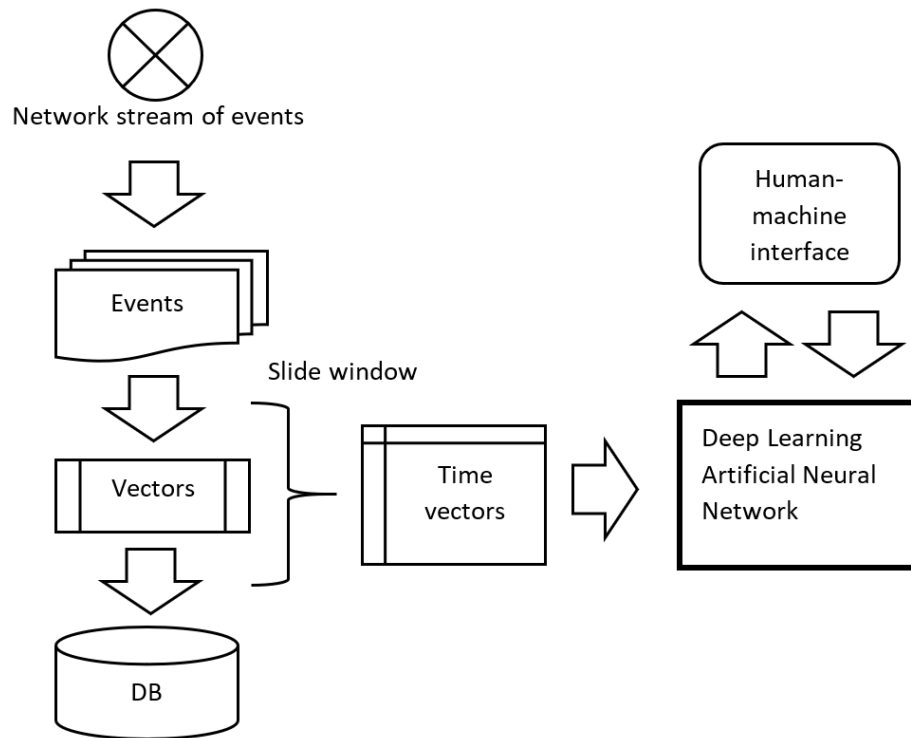 Network stream of events
Events
Slide window
Vectors
DB
Time
vectors
Human-
machine
interface
Deep Learning
Artificial Neural
Network